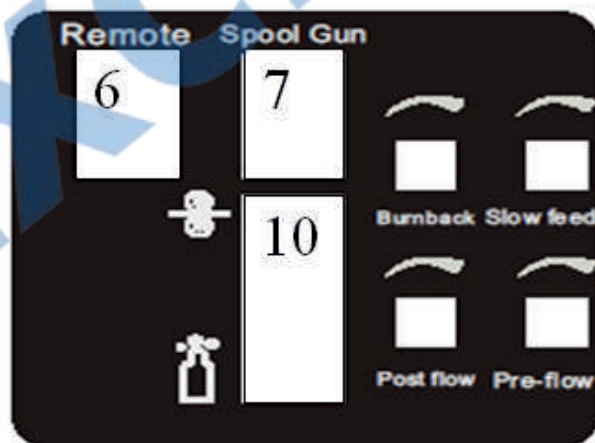 Remote Spool Gun
6 7
10
Burnback Slow feed
Post flow Pre-flow